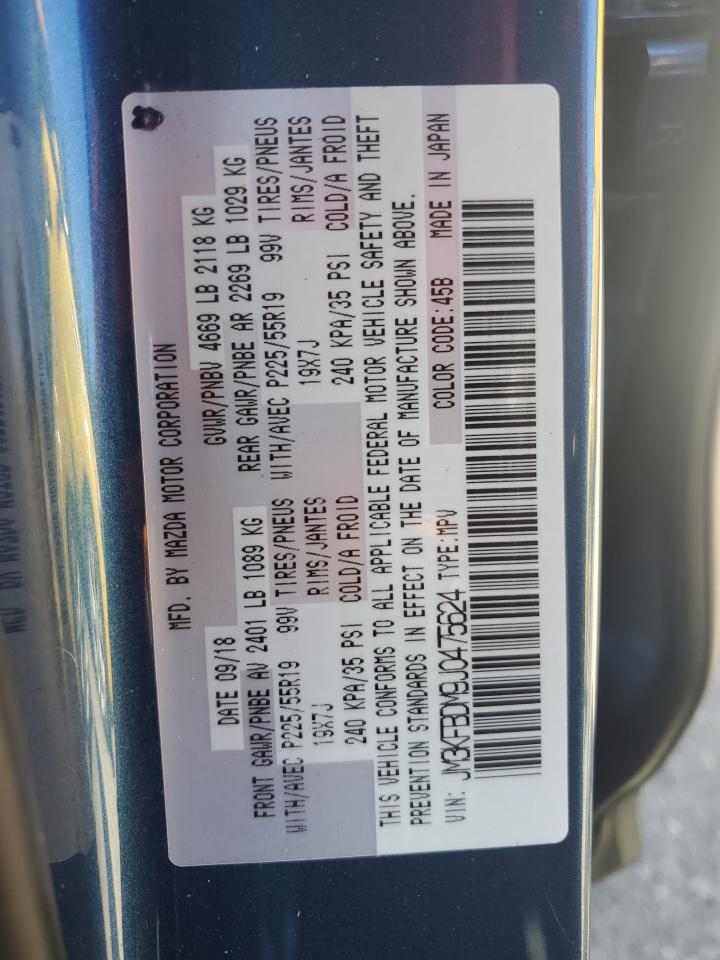 MFD. BY MAZDA MOTOR CORPORATION
DATE 09/18 GVWR/PNBV 4669 LB 2118 KG
FRONT GAWR/PNBE AV 2401 LB 1089 KG REAR GAWR/PNBE AR 2269 LB 1029 KG
WITH/AVEC P225/55R19 99V TIRES/PNEUS WITH/AVEC P225/55R19 99V TIRES/PNEUS
19X7J RIMS/JANTES 19X7J RIMS/JANTES
240 KPA/35 PSI COLD/A FROID 240 KPA/35 PSI COLD/A FROID
THIS VEHICLE CONFORMS TO ALL APPLICABLE FEDERAL MOTOR VEHICLE SAFETY AND THEFT
PREVENTION STANDARDS IN EFFECT ON THE DATE OF MANUFACTURE SHOWN ABOVE.
VIN: JM3KFBDM9J0475624 TYPE:MPV COLOR CODE:45B MADE IN JAPAN